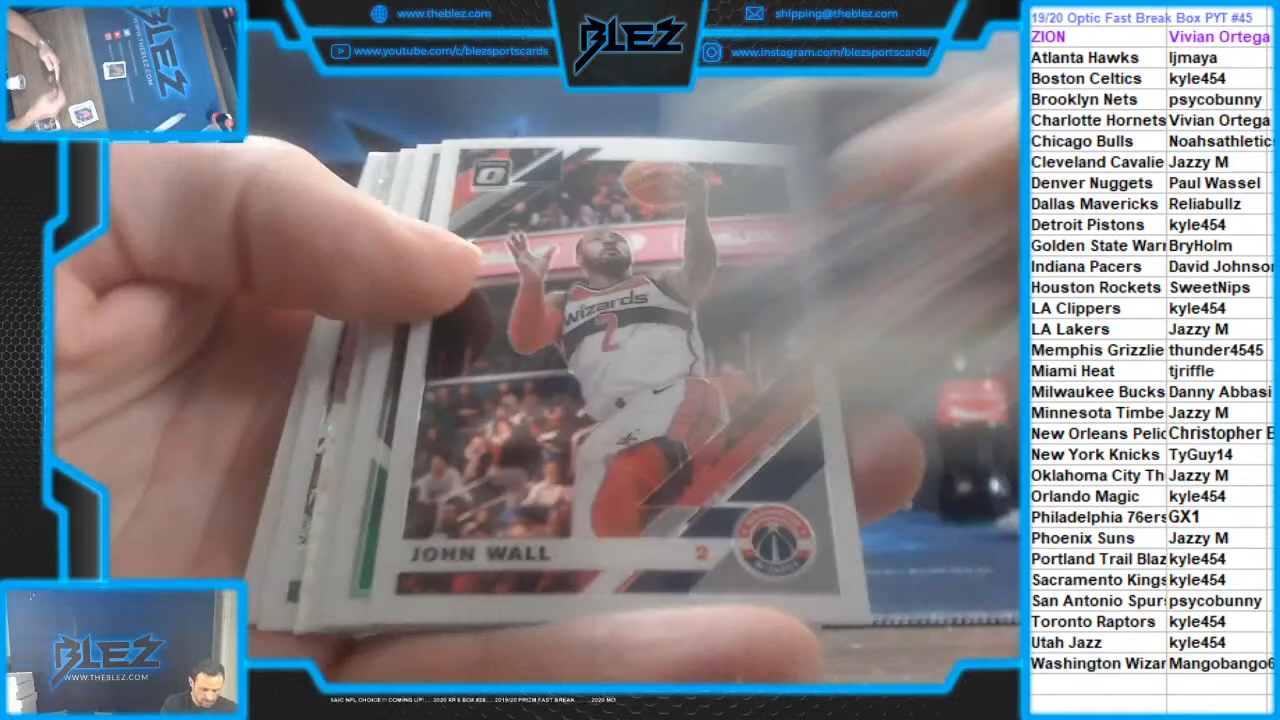 www.theblez.com
shipping@theblez.com
www.youtube.com/c/blezsportscards
www.instagram.com/blezsportscards/
BLEZ
BLEZ
WWW.THEBLEZ.COM
wizards
2
JOHN WALL 2
BLEZ
WWW.THEBLEZ.COM
19/20 Optic Fast Break Box PYT #45
ZION Vivian Ortega
Atlanta Hawks ljmaya
Boston Celtics kyle454
Brooklyn Nets psycobunny
Charlotte Hornets Vivian Ortega
Chicago Bulls Noahsathletic
Cleveland Cavalie Jazzy M
Denver Nuggets Paul Wassel
Dallas Mavericks Reliabullz
Detroit Pistons kyle454
Golden State Warr BryHolm
Indiana Pacers David Johnso
Houston Rockets SweetNips
LA Clippers kyle454
LA Lakers Jazzy M
Memphis Grizzlie thunder4545
Miami Heat tjriffle
Milwaukee Bucks Danny Abbasi
Minnesota Timbe Jazzy M
New Orleans Pelic Christopher B
New York Knicks TyGuy14
Oklahoma City Th Jazzy M
Orlando Magic kyle454
Philadelphia 76ers GX1
Phoenix Suns Jazzy M
Portland Trail Blaz kyle454
Sacramento Kings kyle454
San Antonio Spurs psycobunny
Toronto Raptors kyle454
Utah Jazz kyle454
Washington Wizar Mangobango6